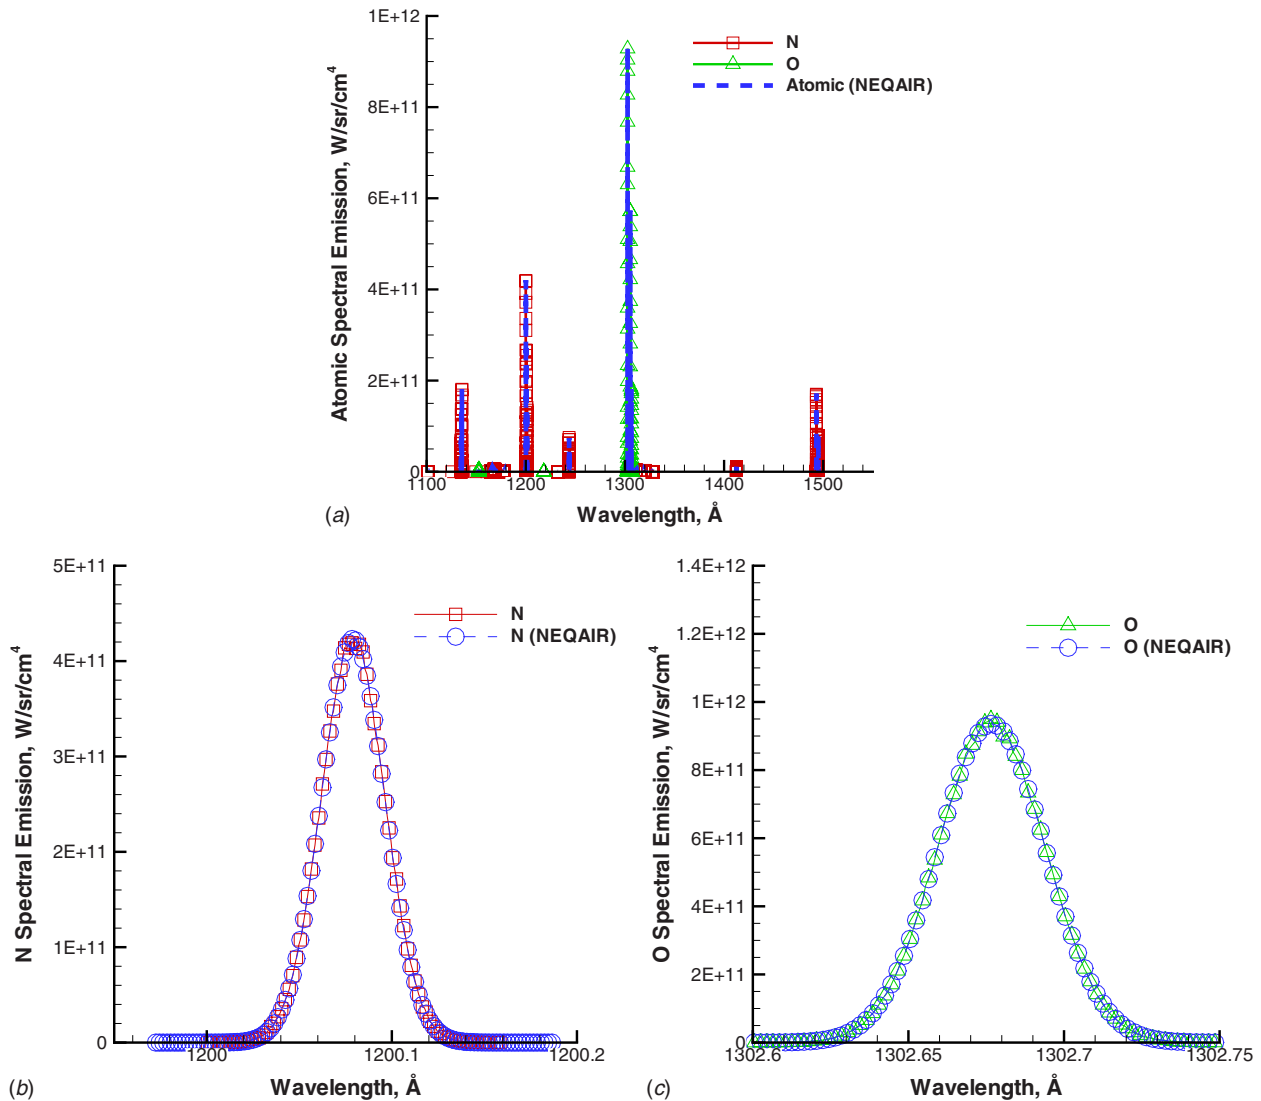 1E+12
8E+11
6E+11
4E+11
2E+11
0
Atomic Spectral Emission, W/sr/cm⁴
N
O
Atomic (NEQAIR)
1100 1200 1300 1400 1500
Wavelength, Å
(a)
5E+11
4E+11
3E+11
2E+11
1E+11
0
N Spectral Emission, W/sr/cm⁴
N
N (NEQAIR)
1200 1200.1 1200.2
Wavelength, Å
(b)
1.4E+12
1.2E+12
1E+12
8E+11
6E+11
4E+11
2E+11
0
O Spectral Emission, W/sr/cm⁴
O
O (NEQAIR)
1302.6 1302.65 1302.7 1302.75
Wavelength, Å
(c)